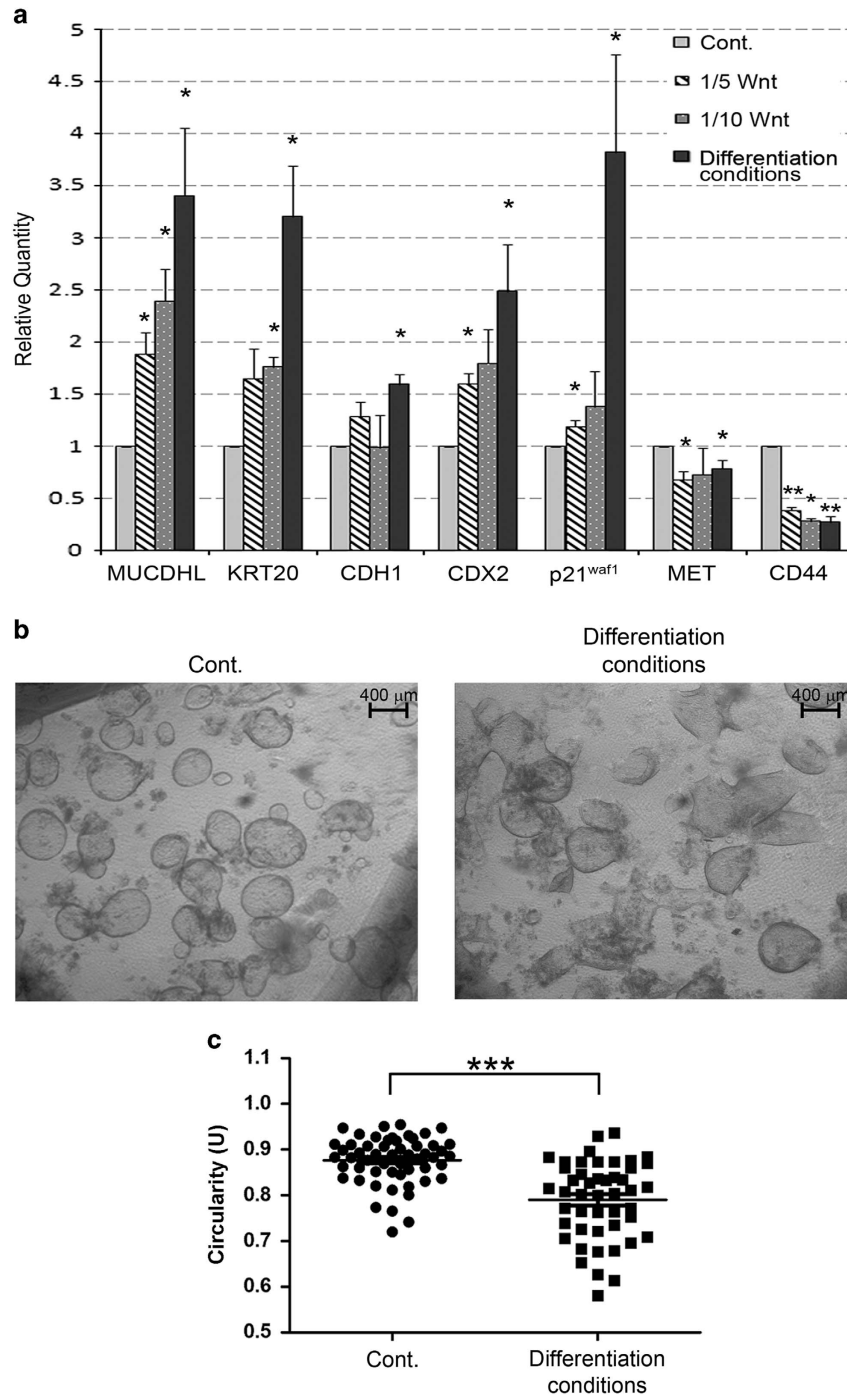 a
5
4.5
4
3.5
3
2.5
2
1.5
1
0.5
0
Relative Quantity
Cont.
1/5 Wnt
1/10 Wnt
Differentiation
conditions
* * * * * * * * * * * * * ** * **
MUCDHL KRT20 CDH1 CDX2 p21waf1 MET CD44
b
Cont.
Differentiation
conditions
400 μm
400 μm
c
1.1
1.0
0.9
0.8
0.7
0.6
0.5
Circularity (U)
***
Cont.
Differentiation
conditions